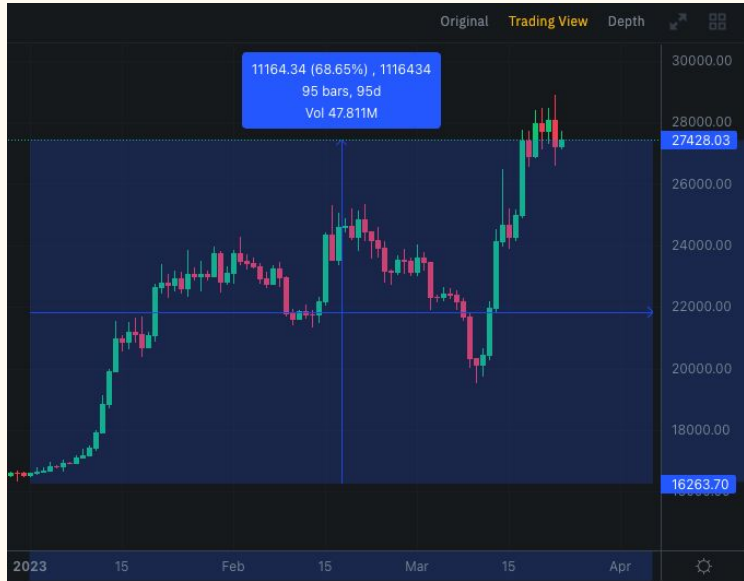 Original Trading View Depth
11164.34 (68.65%) , 1116434
95 bars, 95d
Vol 47.811M
30000.00
28000.00
27428.03
26000.00
24000.00
22000.00
20000.00
18000.00
16263.70
2023 15 Feb 15 Mar 15 Apr